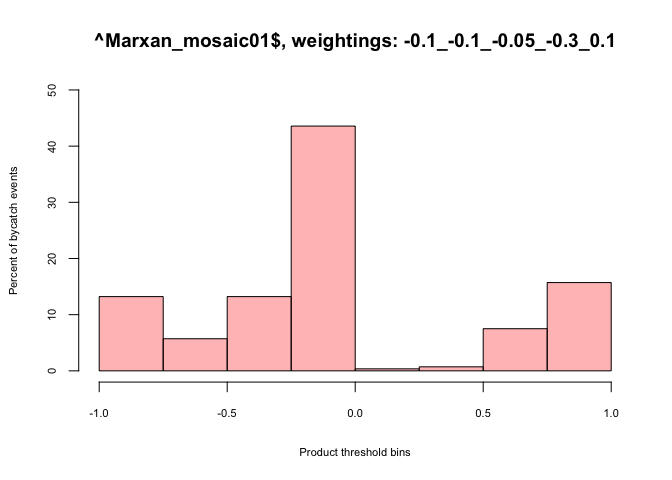 ^Marxan_mosaic01$, weightings: -0.1_-0.1_-0.05_-0.3_0.1
Percent of bycatch events
50
40
30
20
10
0
-1.0 -0.5 0.0 0.5 1.0
Product threshold bins